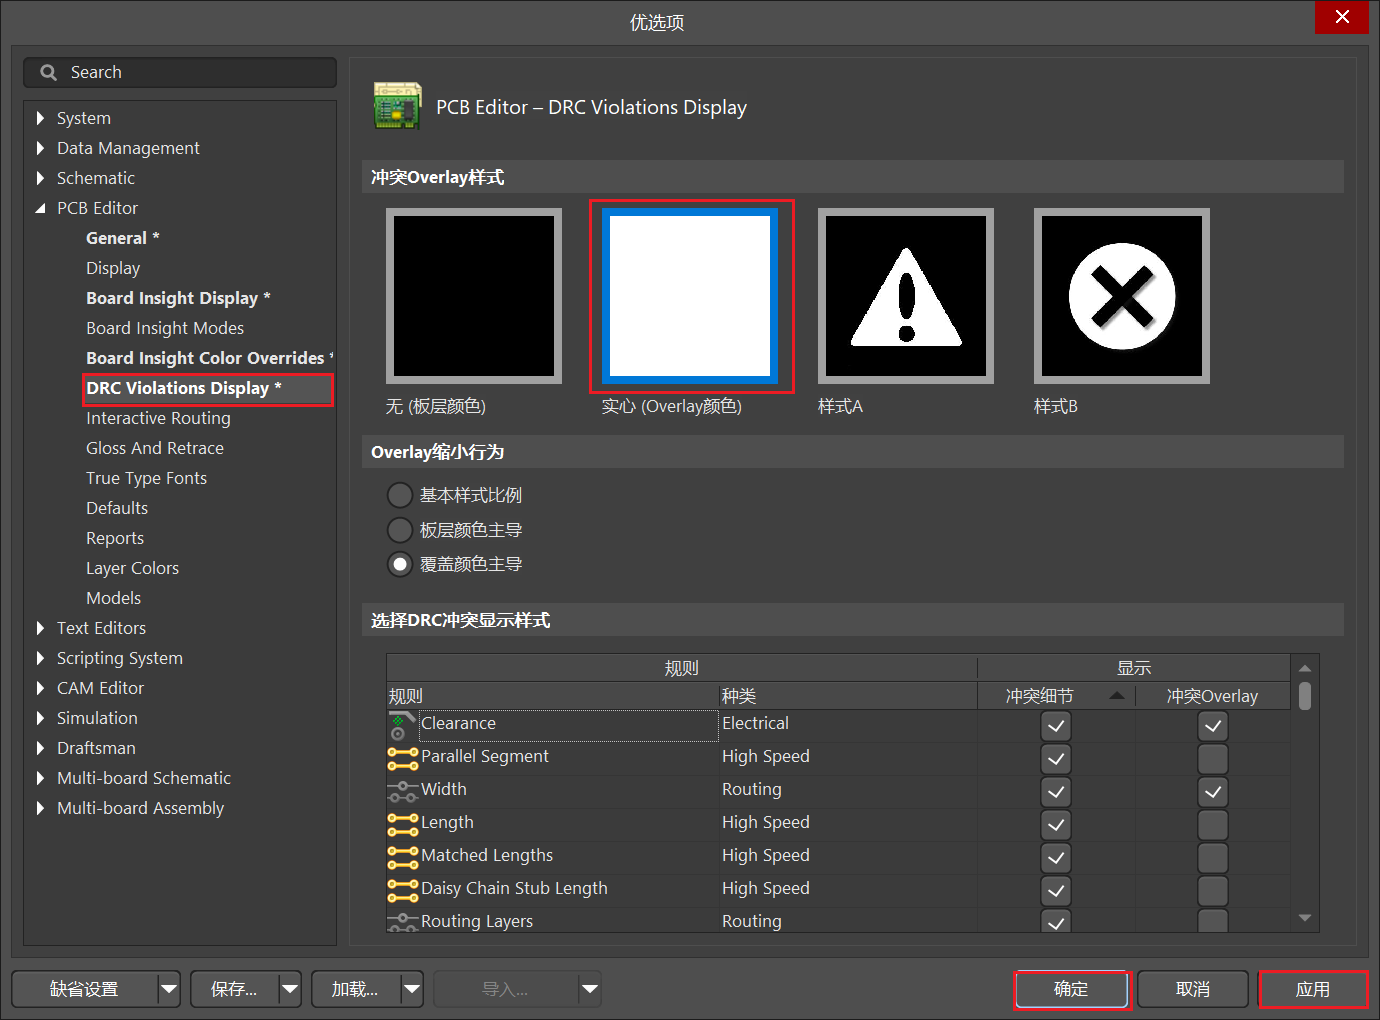 优选项
Search
System
Data Management
Schematic
PCB Editor
General *
Display
Board Insight Display *
Board Insight Modes
Board Insight Color Overrides *
DRC Violations Display *
Interactive Routing
Gloss And Retrace
True Type Fonts
Defaults
Reports
Layer Colors
Models
Text Editors
Scripting System
CAM Editor
Simulation
Draftsman
Multi-board Schematic
Multi-board Assembly
PCB Editor – DRC Violations Display
冲突Overlay样式
无 (板层颜色)
实心 (Overlay颜色)
样式A
样式B
Overlay缩小行为
基本样式比例
板层颜色主导
覆盖颜色主导
选择DRC冲突显示样式
规则 显示
规则 种类 冲突细节 冲突Overlay
Clearance Electrical
Parallel Segment High Speed
Width Routing
Length High Speed
Matched Lengths High Speed
Daisy Chain Stub Length High Speed
Routing Layers Routing
缺省设置 保存... 加载... 导入... 确定 取消 应用